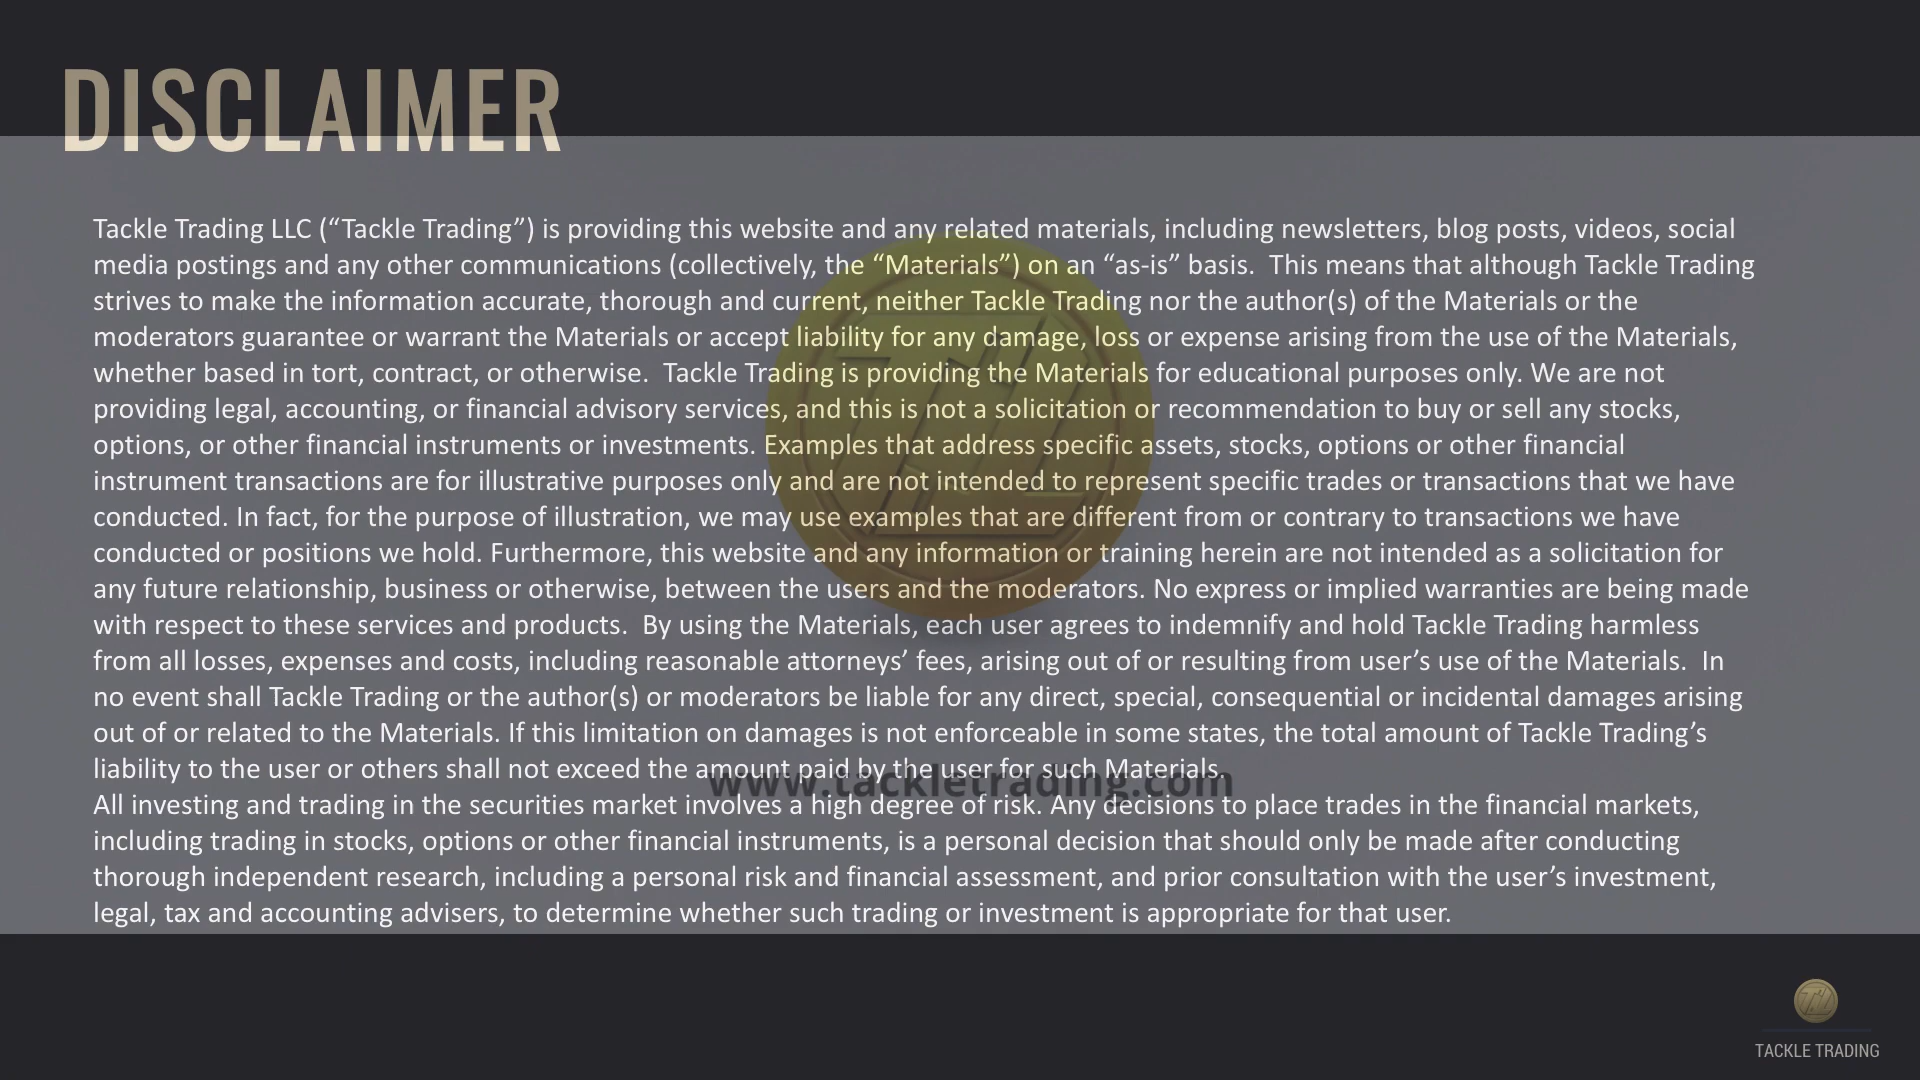 DISCLAIMER
Tackle Trading LLC (“Tackle Trading”) is providing this website and any related materials, including newsletters, blog posts, videos, social
media postings and any other communications (collectively, the “Materials”) on an “as-is” basis.  This means that although Tackle Trading
strives to make the information accurate, thorough and current, neither Tackle Trading nor the author(s) of the Materials or the
moderators guarantee or warrant the Materials or accept liability for any damage, loss or expense arising from the use of the Materials,
whether based in tort, contract, or otherwise.  Tackle Trading is providing the Materials for educational purposes only. We are not
providing legal, accounting, or financial advisory services, and this is not a solicitation or recommendation to buy or sell any stocks,
options, or other financial instruments or investments. Examples that address specific assets, stocks, options or other financial
instrument transactions are for illustrative purposes only and are not intended to represent specific trades or transactions that we have
conducted. In fact, for the purpose of illustration, we may use examples that are different from or contrary to transactions we have
conducted or positions we hold. Furthermore, this website and any information or training herein are not intended as a solicitation for
any future relationship, business or otherwise, between the users and the moderators. No express or implied warranties are being made
with respect to these services and products.  By using the Materials, each user agrees to indemnify and hold Tackle Trading harmless
from all losses, expenses and costs, including reasonable attorneys’ fees, arising out of or resulting from user’s use of the Materials.  In
no event shall Tackle Trading or the author(s) or moderators be liable for any direct, special, consequential or incidental damages arising
out of or related to the Materials. If this limitation on damages is not enforceable in some states, the total amount of Tackle Trading’s
liability to the user or others shall not exceed the amount paid by the user for such Materials.
www.tackletrading.com
All investing and trading in the securities market involves a high degree of risk. Any decisions to place trades in the financial markets,
including trading in stocks, options or other financial instruments, is a personal decision that should only be made after conducting
thorough independent research, including a personal risk and financial assessment, and prior consultation with the user’s investment,
legal, tax and accounting advisers, to determine whether such trading or investment is appropriate for that user.
TACKLE TRADING